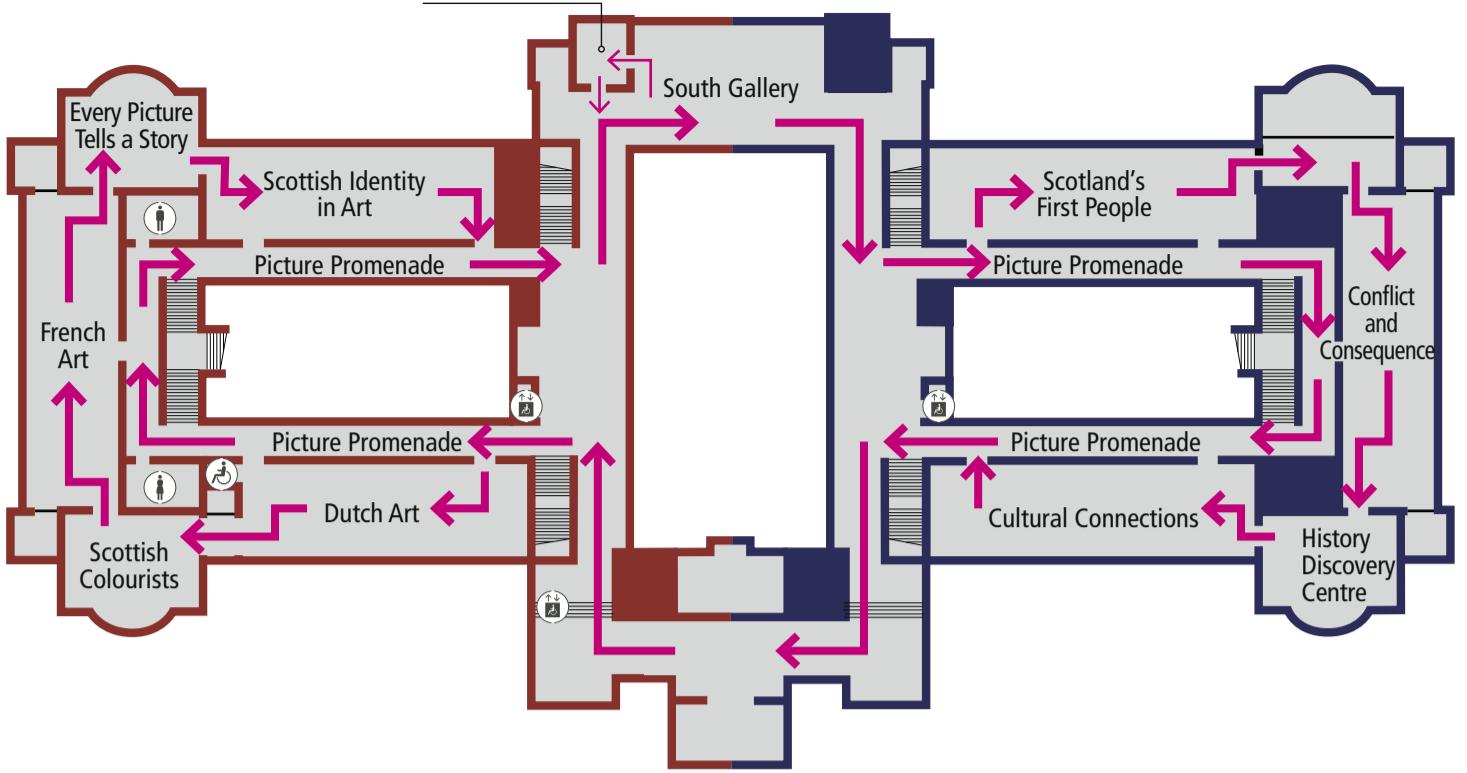 South Gallery
Every Picture
Tells a Story
Scottish Identity
in Art
Scotland's
First People
Picture Promenade
Picture Promenade
French
Art
Conflict
and
Consequence
Picture Promenade
Picture Promenade
Dutch Art
Cultural Connections
Scottish
Colourists
History
Discovery
Centre